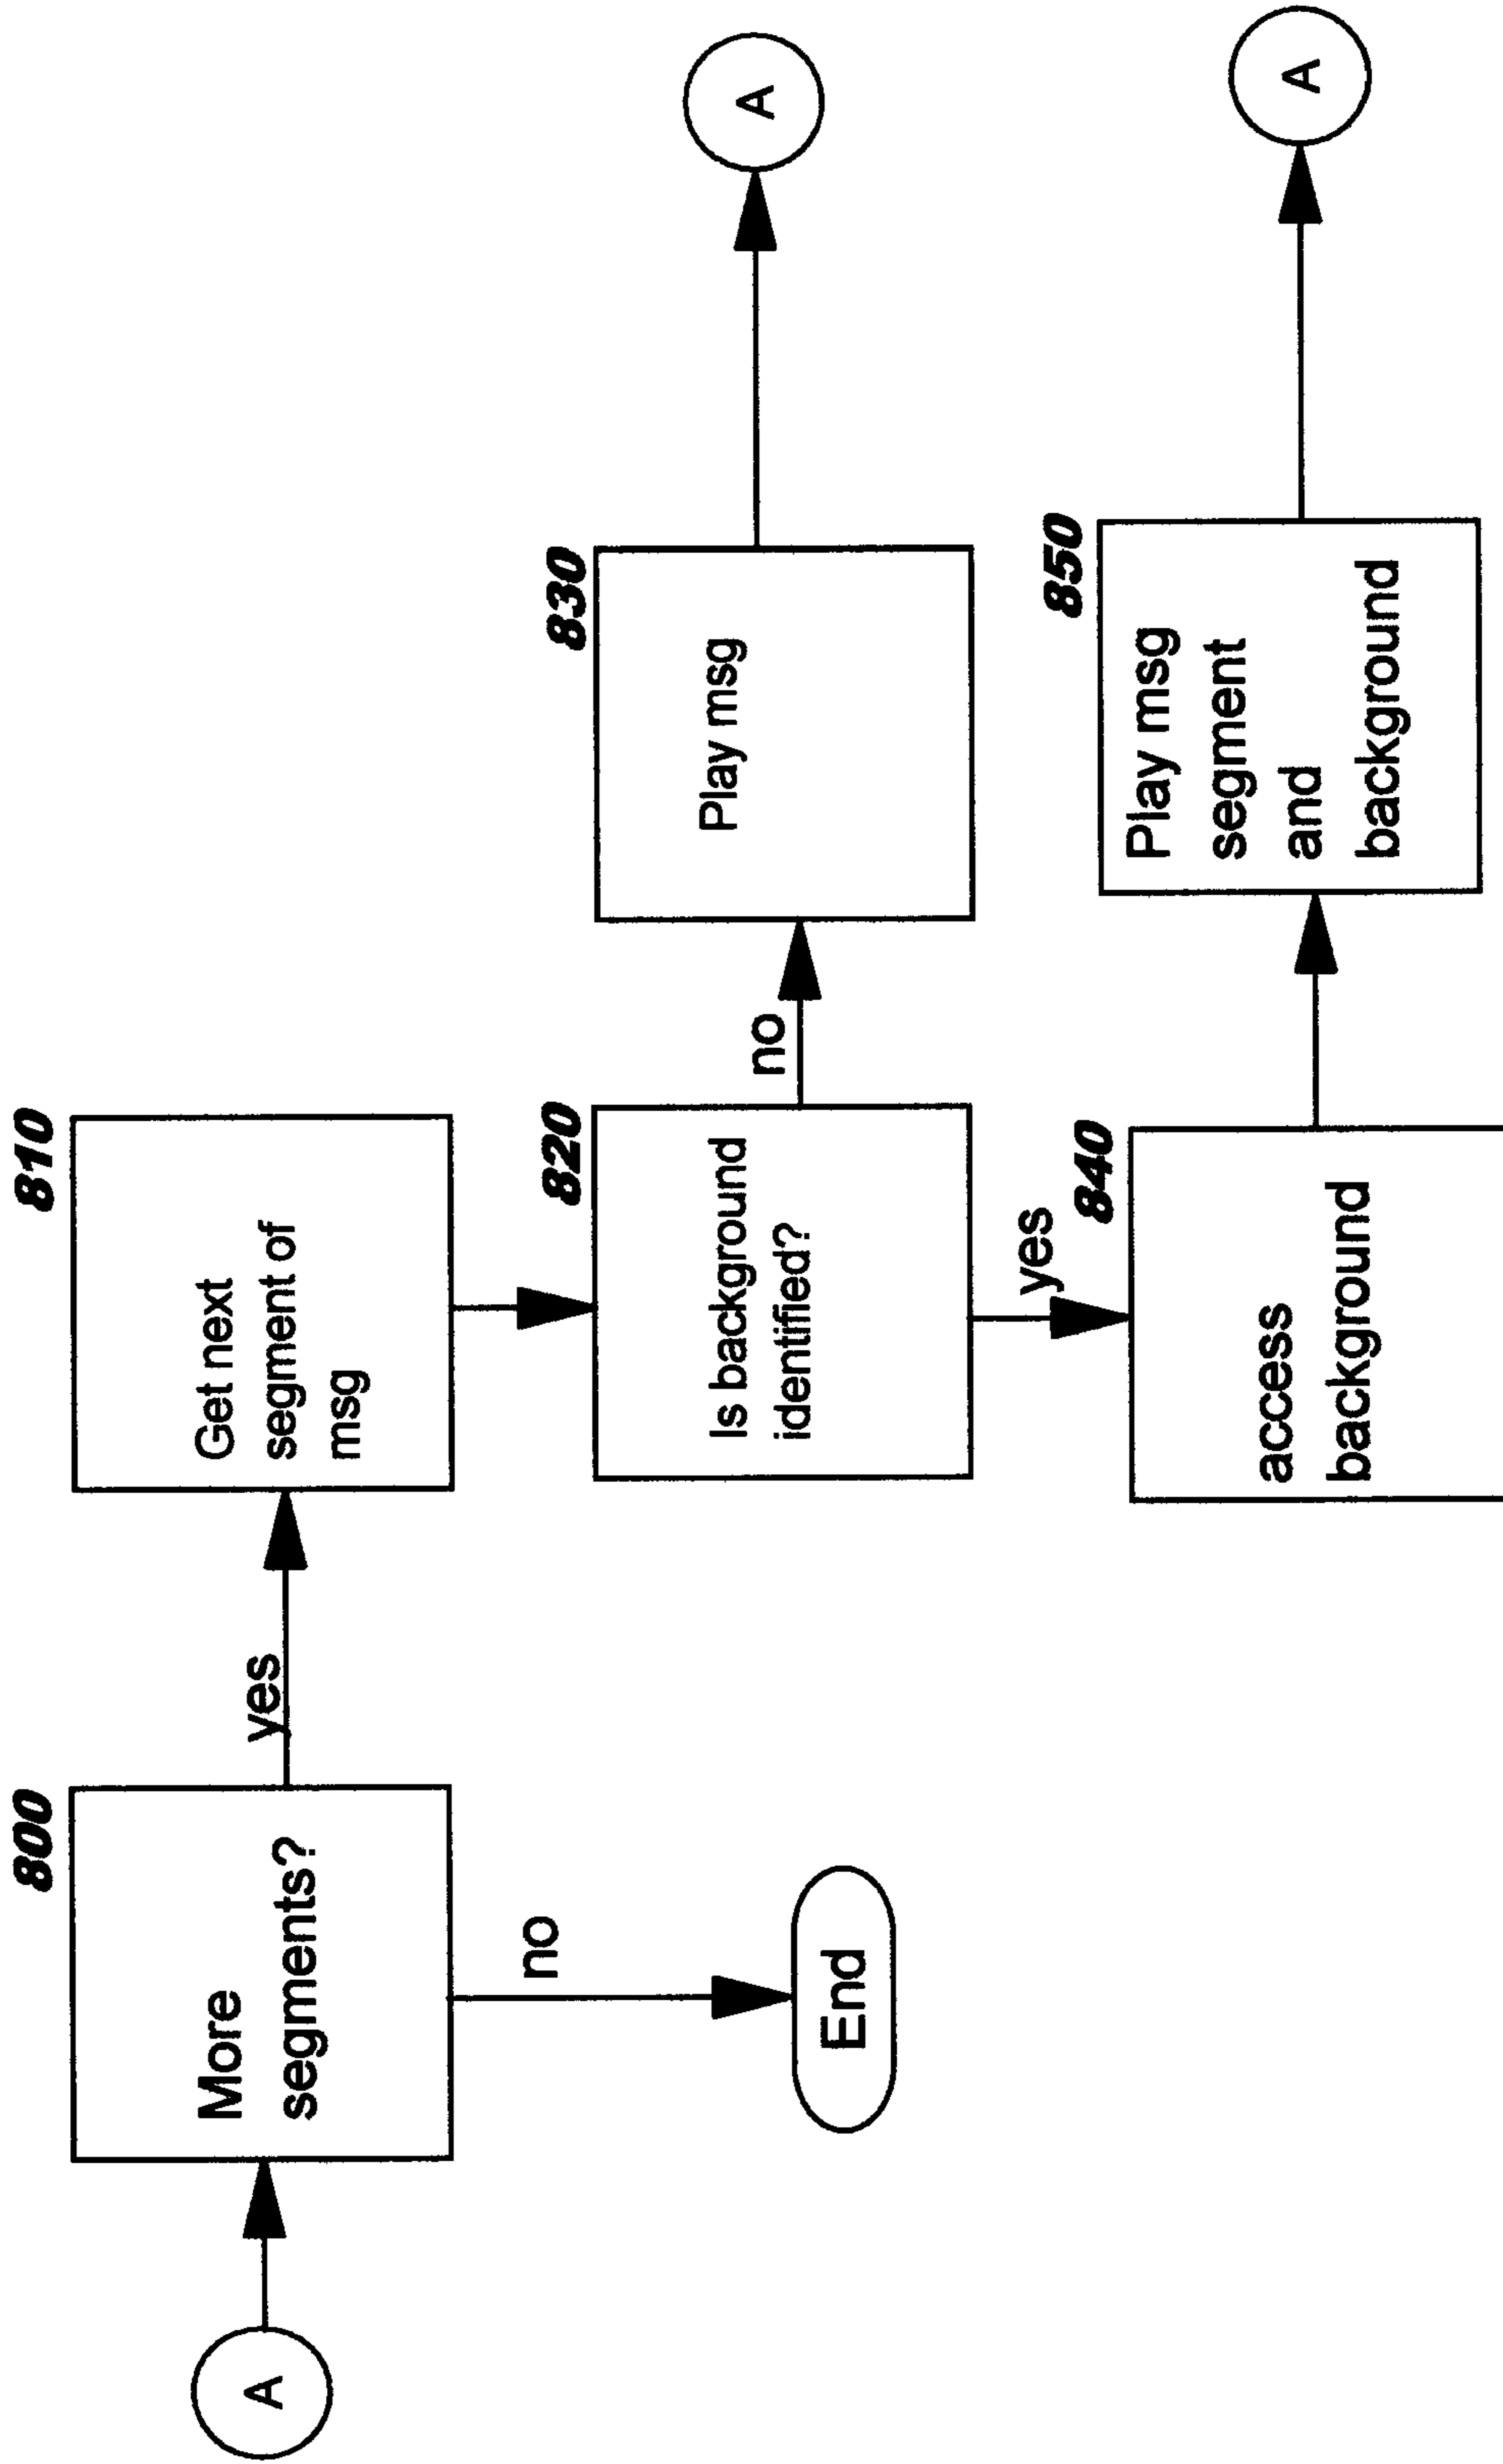 A
800
More
segments?
yes
no
End
810
Get next
segment of
msg
820
Is background
identified?
no
yes
830
Play msg
A
840
access
background
850
Play msg
segment
and
background
A